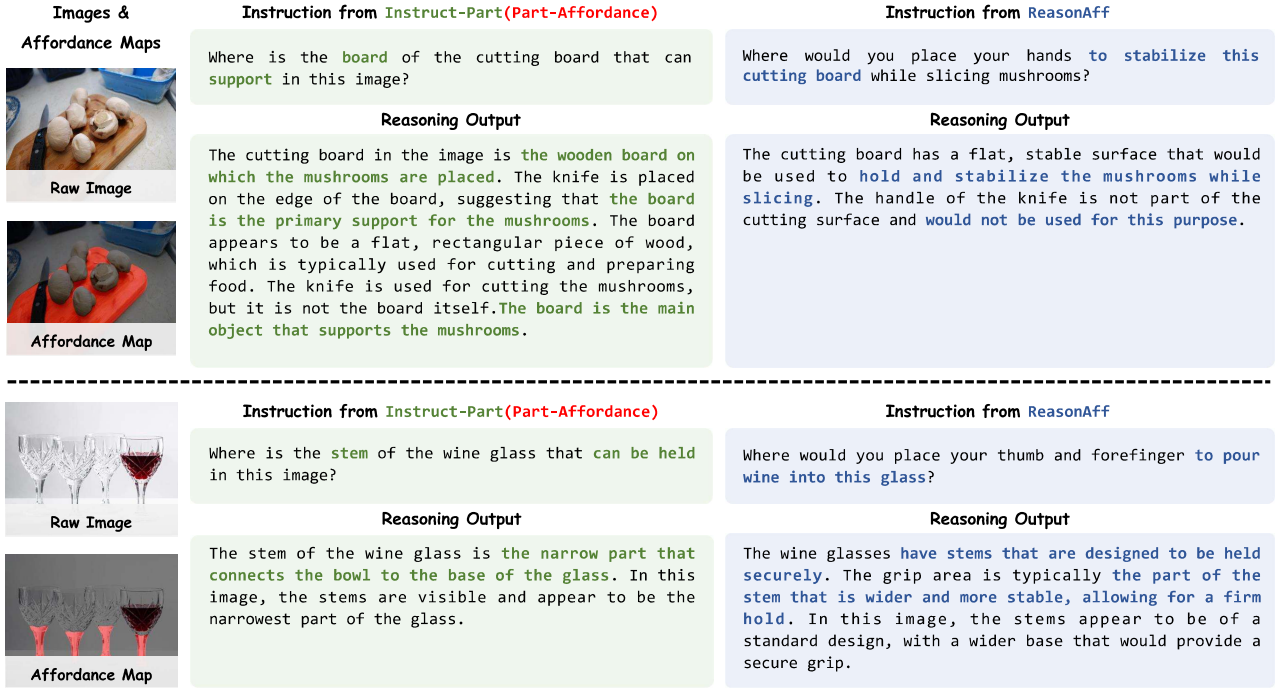 Images &
Affordance Maps
Raw Image
Affordance Map
Instruction from Instruct-Part(Part-Affordance)
Where is the board of the cutting board that can
support in this image?
Reasoning Output
The cutting board in the image is the wooden board on
which the mushrooms are placed. The knife is placed
on the edge of the board, suggesting that the board
is the primary support for the mushrooms. The board
appears to be a flat, rectangular piece of wood,
which is typically used for cutting and preparing
food. The knife is used for cutting the mushrooms,
but it is not the board itself.The board is the main
object that supports the mushrooms.
Instruction from ReasonAff
Where would you place your hands to stabilize this
cutting board while slicing mushrooms?
Reasoning Output
The cutting board has a flat, stable surface that would
be used to hold and stabilize the mushrooms while
slicing. The handle of the knife is not part of the
cutting surface and would not be used for this purpose.
Raw Image
Affordance Map
Instruction from Instruct-Part(Part-Affordance)
Where is the stem of the wine glass that can be held
in this image?
Reasoning Output
The stem of the wine glass is the narrow part that
connects the bowl to the base of the glass. In this
image, the stems are visible and appear to be the
narrowest part of the glass.
Instruction from ReasonAff
Where would you place your thumb and forefinger to pour
wine into this glass?
Reasoning Output
The wine glasses have stems that are designed to be held
securely. The grip area is typically the part of the
stem that is wider and more stable, allowing for a firm
hold. In this image, the stems appear to be of a
standard design, with a wider base that would provide a
secure grip.